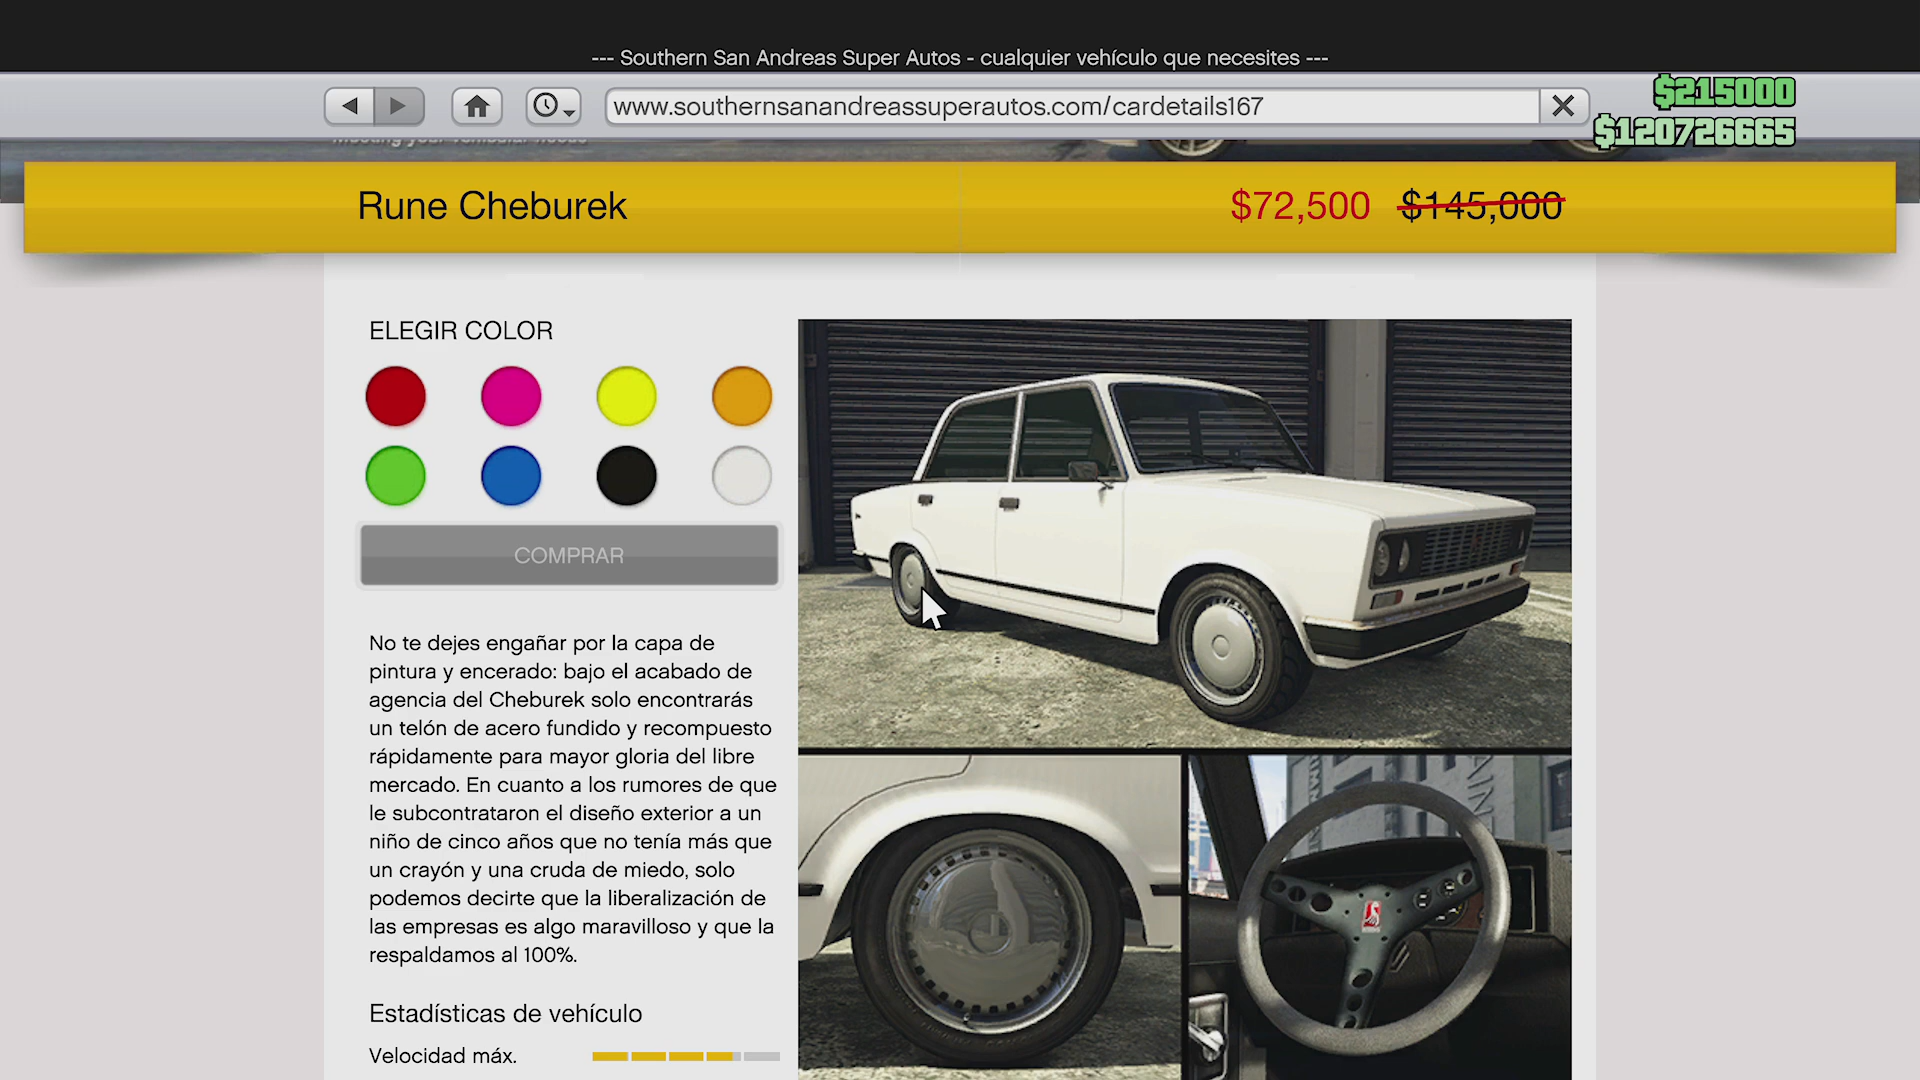 --- Southern San Andreas Super Autos - cualquier vehículo que necesites ---
www.southernsanandreassuperautos.com/cardetails167
$215000
$120726665
Meeting your vehicular needs
Rune Cheburek
$72,500 $145,000
ELEGIR COLOR
COMPRAR
No te dejes engañar por la capa de
pintura y encerado: bajo el acabado de
agencia del Cheburek solo encontrarás
un telón de acero fundido y recompuesto
rápidamente para mayor gloria del libre
mercado. En cuanto a los rumores de que
le subcontrataron el diseño exterior a un
niño de cinco años que no tenía más que
un crayón y una cruda de miedo, solo
podemos decirte que la liberalización de
las empresas es algo maravilloso y que la
respaldamos al 100%.
Estadísticas de vehículo
Velocidad máx.